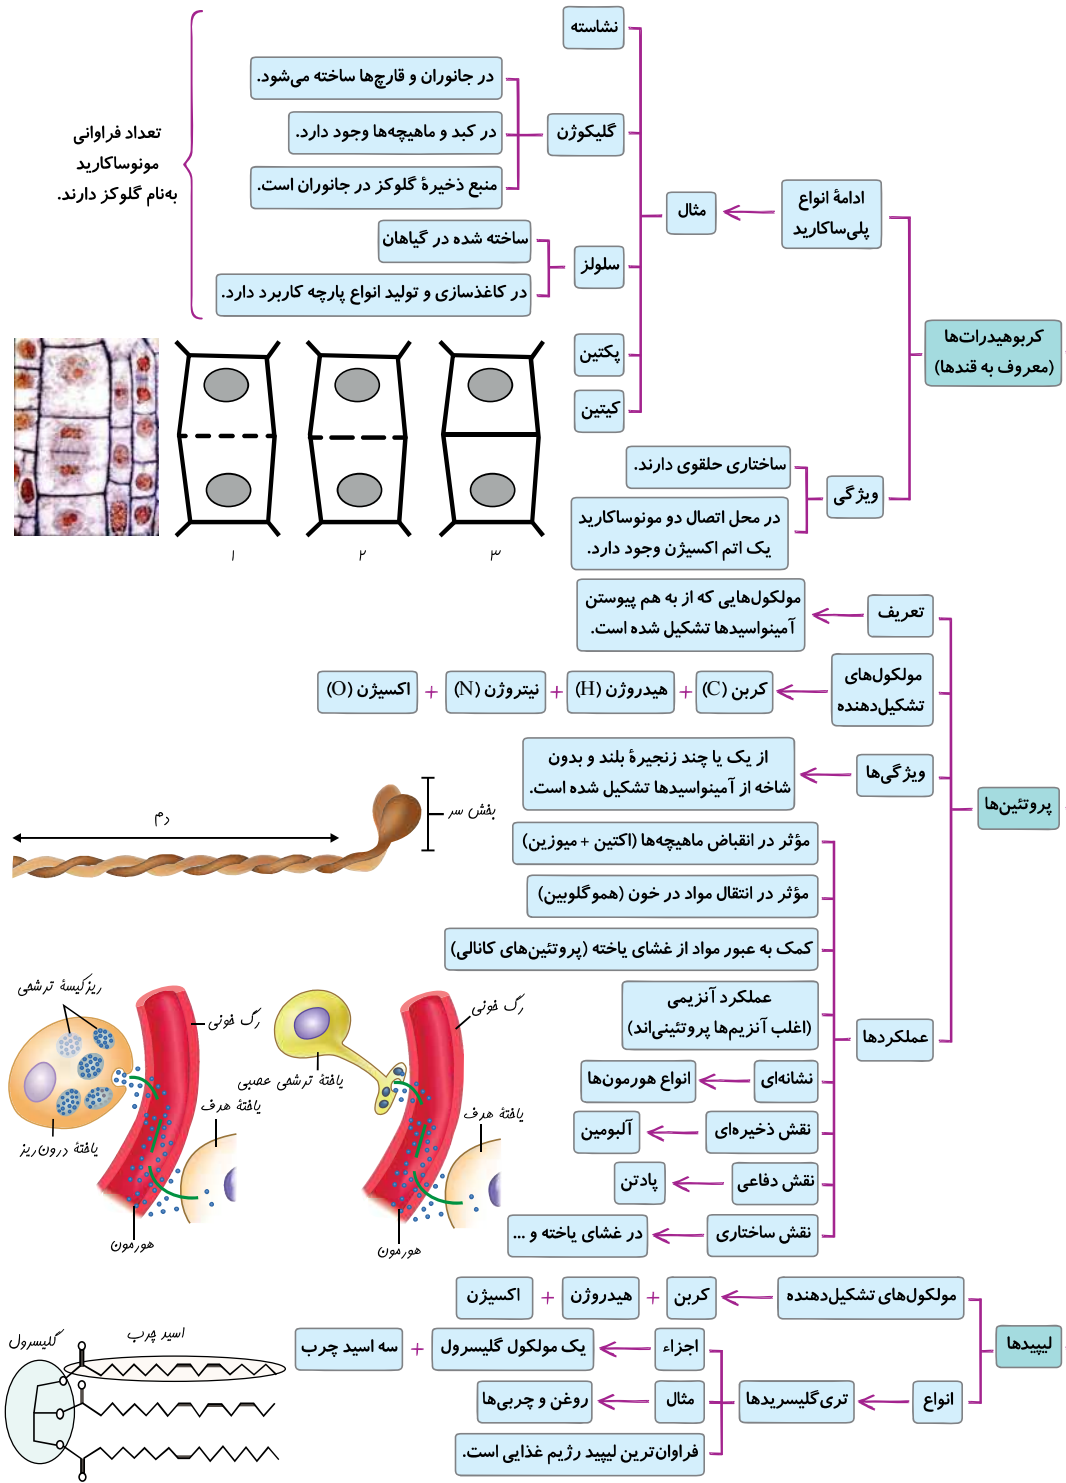 کربوهیدرات‌ها
(معروف به قندها)
ادامهٔ انواع
پلی‌ساکارید
مثال
نشاسته
گلیکوژن
در جانوران و قارچ‌ها ساخته می‌شود.
در کبد و ماهیچه‌ها وجود دارد.
منبع ذخیرهٔ گلوکز در جانوران است.
سلولز
ساخته شده در گیاهان
در کاغذسازی و تولید انواع پارچه کاربرد دارد.
تعداد فراوانی
مونوساکارید
به‌نام گلوکز دارند.
پکتین
کیتین
ویژگی
ساختاری حلقوی دارند.
در محل اتصال دو مونوساکارید
یک اتم اکسیژن وجود دارد.
۱
۲
۳
پروتئین‌ها
تعریف
مولکول‌هایی که از به هم پیوستن
آمینواسیدها تشکیل شده است.
مولکول‌های
تشکیل‌دهنده
کربن (C) + هیدروژن (H) + نیتروژن (N) + اکسیژن (O)
ویژگی‌ها
از یک یا چند زنجیرهٔ بلند و بدون
شاخه از آمینواسیدها تشکیل شده است.
عملکردها
مؤثر در انقباض ماهیچه‌ها (اکتین + میوزین)
مؤثر در انتقال مواد در خون (هموگلوبین)
کمک به عبور مواد از غشای یاخته (پروتئین‌های کانالی)
عملکرد آنزیمی
(اغلب آنزیم‌ها پروتئینی‌اند)
نشانه‌ای
انواع هورمون‌ها
نقش ذخیره‌ای
آلبومین
نقش دفاعی
پادتن
نقش ساختاری
در غشای یاخته و ...
بخش سر
دم
رگ خونی
یاختهٔ ترشحی عصبی
یاختهٔ هدف
هورمون
ریزکیسهٔ ترشحی
رگ خونی
یاختهٔ هدف
یاختهٔ درون‌ریز
هورمون
لیپیدها
مولکول‌های تشکیل‌دهنده
کربن + هیدروژن + اکسیژن
انواع
تری‌گلیسریدها
اجزاء
یک مولکول گلیسرول + سه اسید چرب
مثال
روغن و چربی‌ها
فراوان‌ترین لیپید رژیم غذایی است.
اسید چرب
گلیسرول